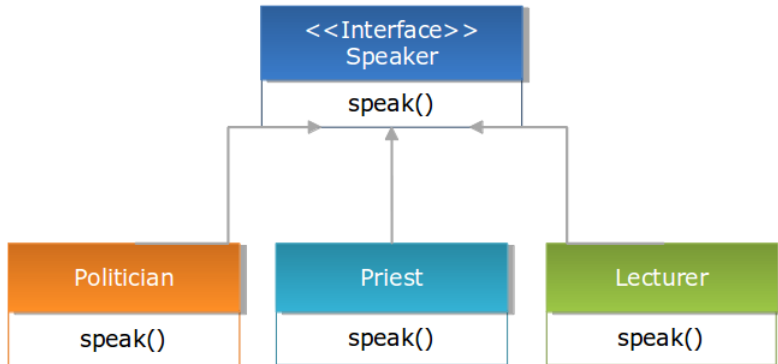 <<Interface>>
Speaker
speak()
Politician
Priest
Lecturer
speak()
speak()
speak()